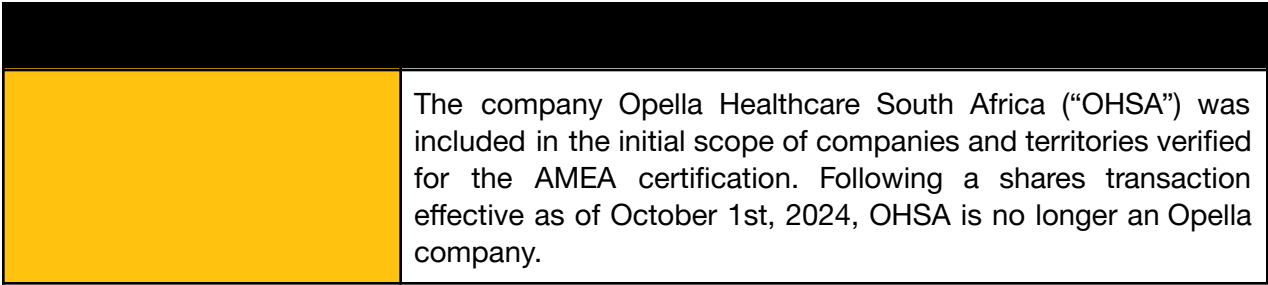 The company Opella Healthcare South Africa (“OHSA”) was
included in the initial scope of companies and territories verified
for the AMEA certification. Following a shares transaction
effective as of October 1st, 2024, OHSA is no longer an Opella
company.